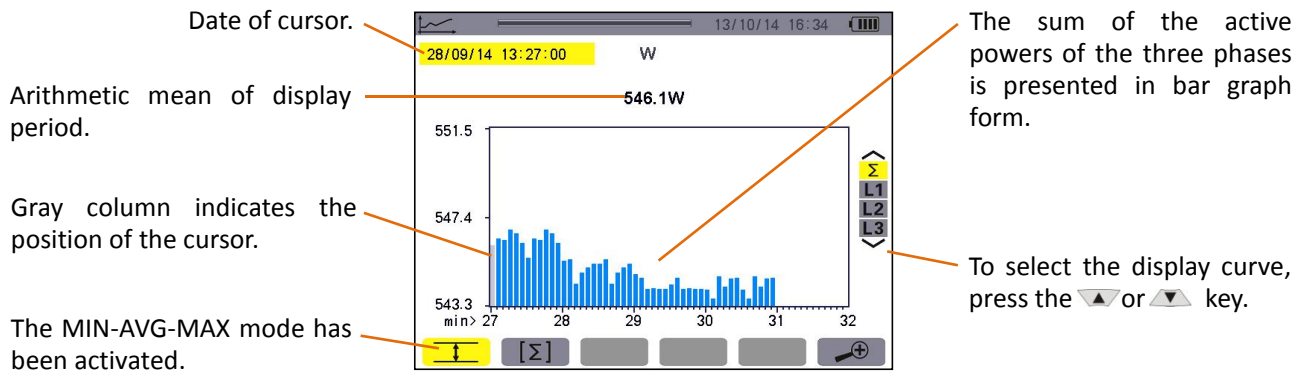 Date of cursor.
13/10/14 16:34
28/09/14 13:27:00
W
Arithmetic mean of display
period.
546.1W
The sum of the active
powers of the three phases
is presented in bar graph
form.
551.5
547.4
543.3
min> 27 28 29 30 31 32
Σ
L1
L2
L3
Gray column indicates the
position of the cursor.
To select the display curve,
press the or key.
The MIN-AVG-MAX mode has
been activated.
[Σ]